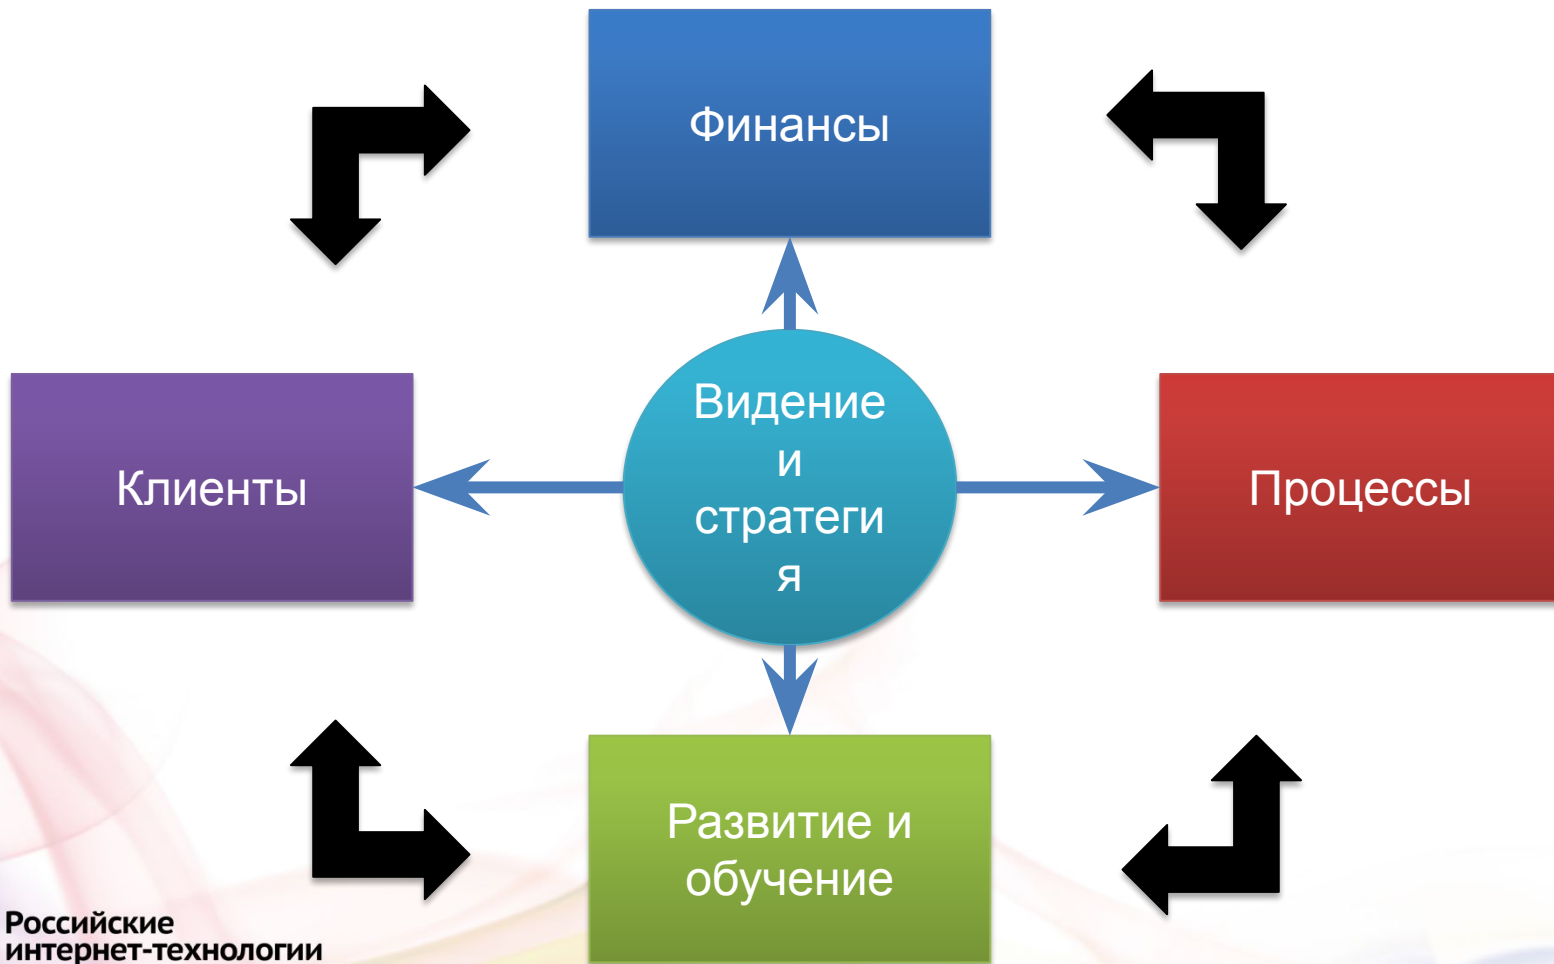 Финансы
Видение
и
стратеги
я
Клиенты
Процессы
Развитие и
обучение
Российские
интернет-технологии